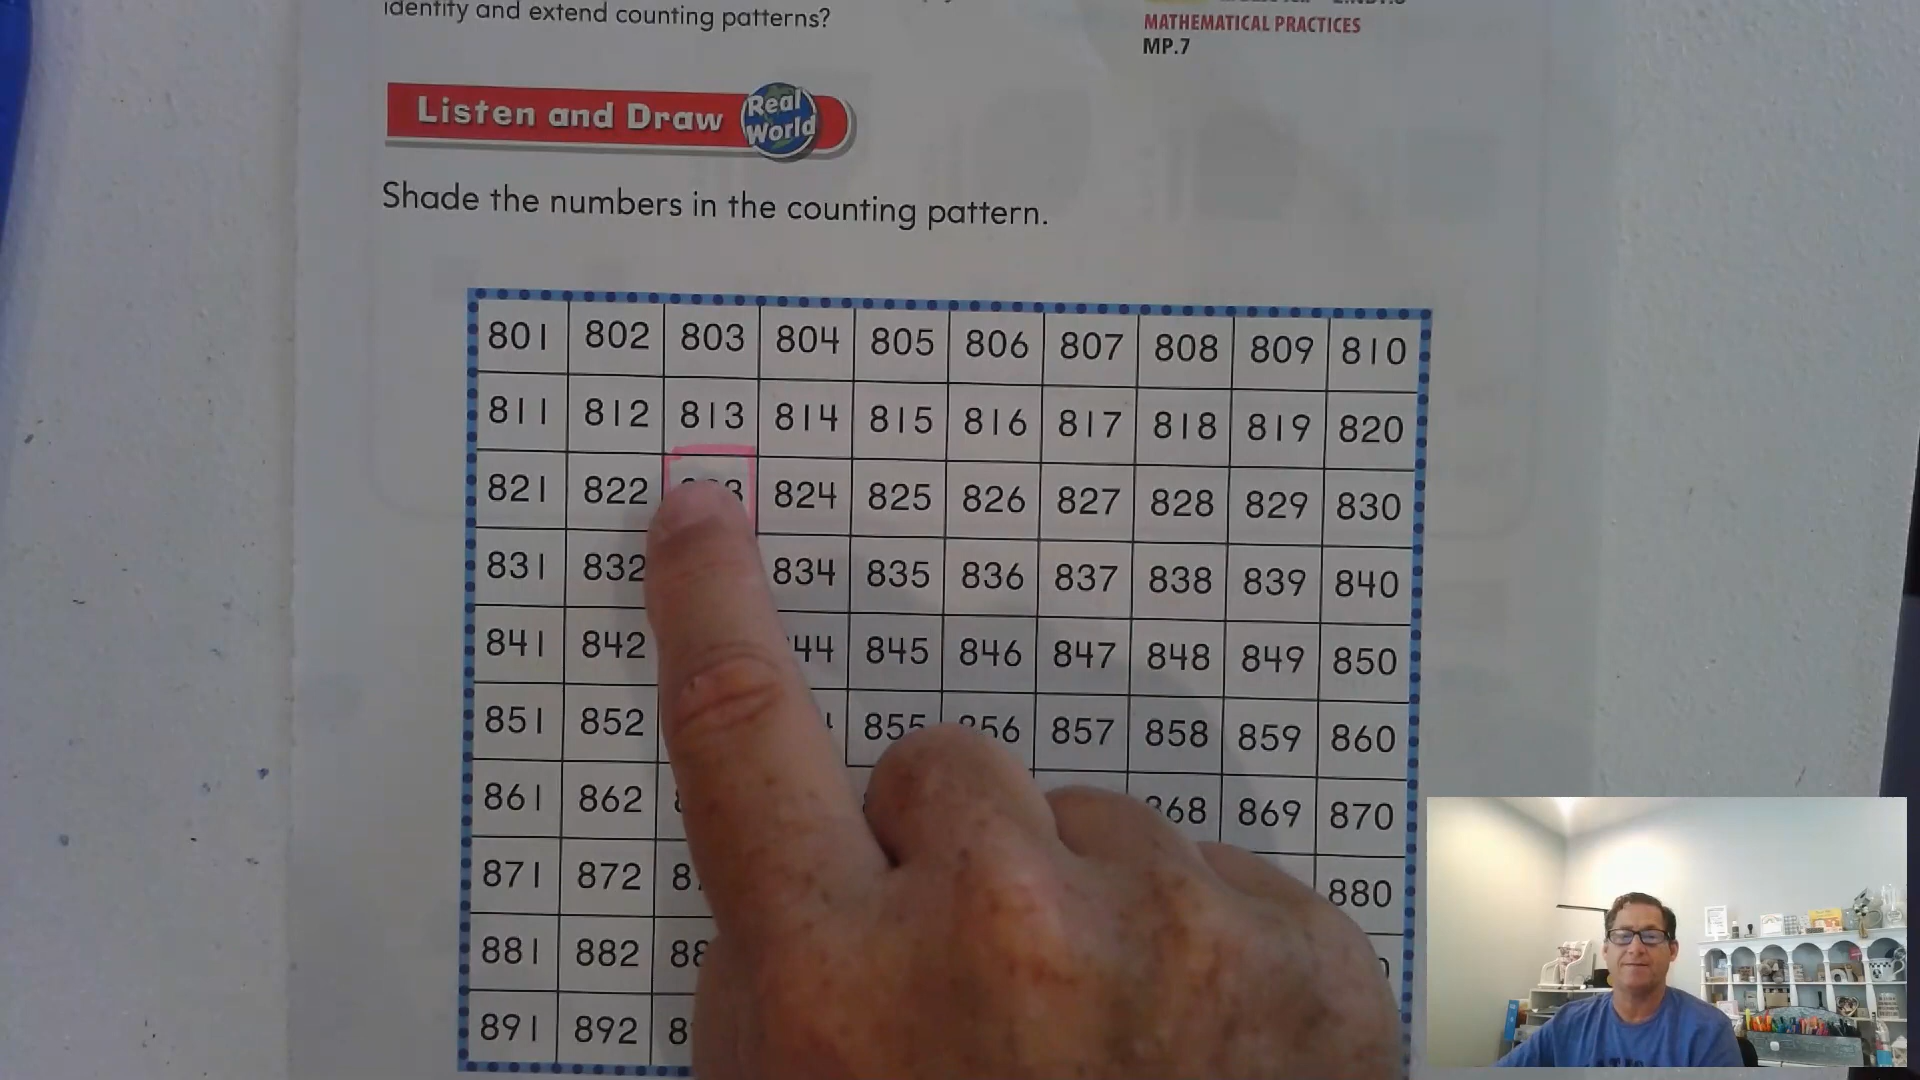 identify and extend counting patterns?
MATHEMATICAL PRACTICES
MP.7
Listen and Draw Real World
Shade the numbers in the counting pattern.
801 802 803 804 805 806 807 808 809 810
811 812 813 814 815 816 817 818 819 820
821 822 824 825 826 827 828 829 830
831 832 834 835 836 837 838 839 840
841 842 845 846 847 848 849 850
851 852 855 857 858 859 860
861 862 869 870
871 872 880
881 882
891 892